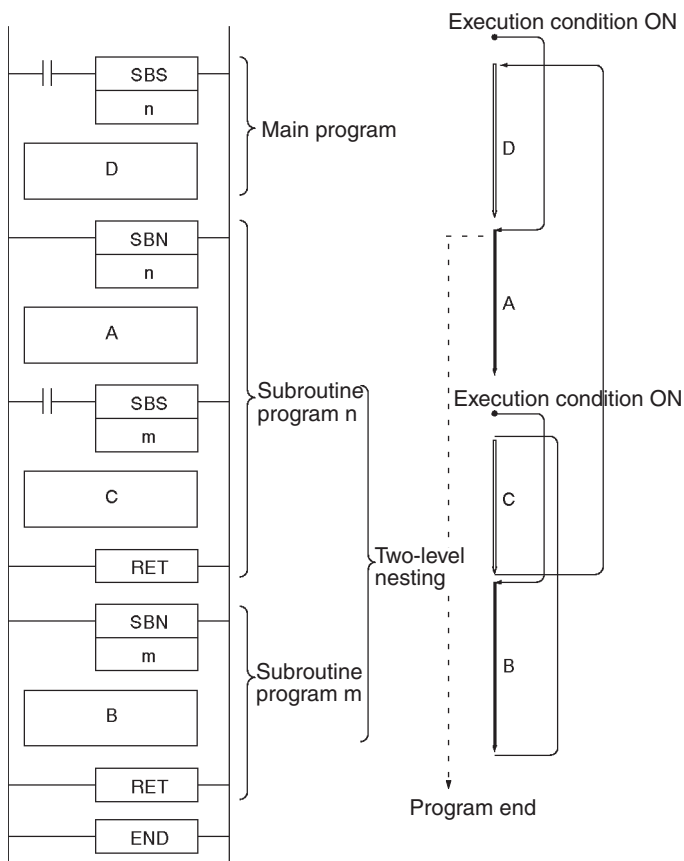 Execution condition ON
SBS
n
D
Main program
D
SBN
n
A
A
Execution condition ON
SBS
m
Subroutine
program n
C
C
RET
Two-level
nesting
SBN
m
Subroutine
program m
B
B
RET
Program end
END